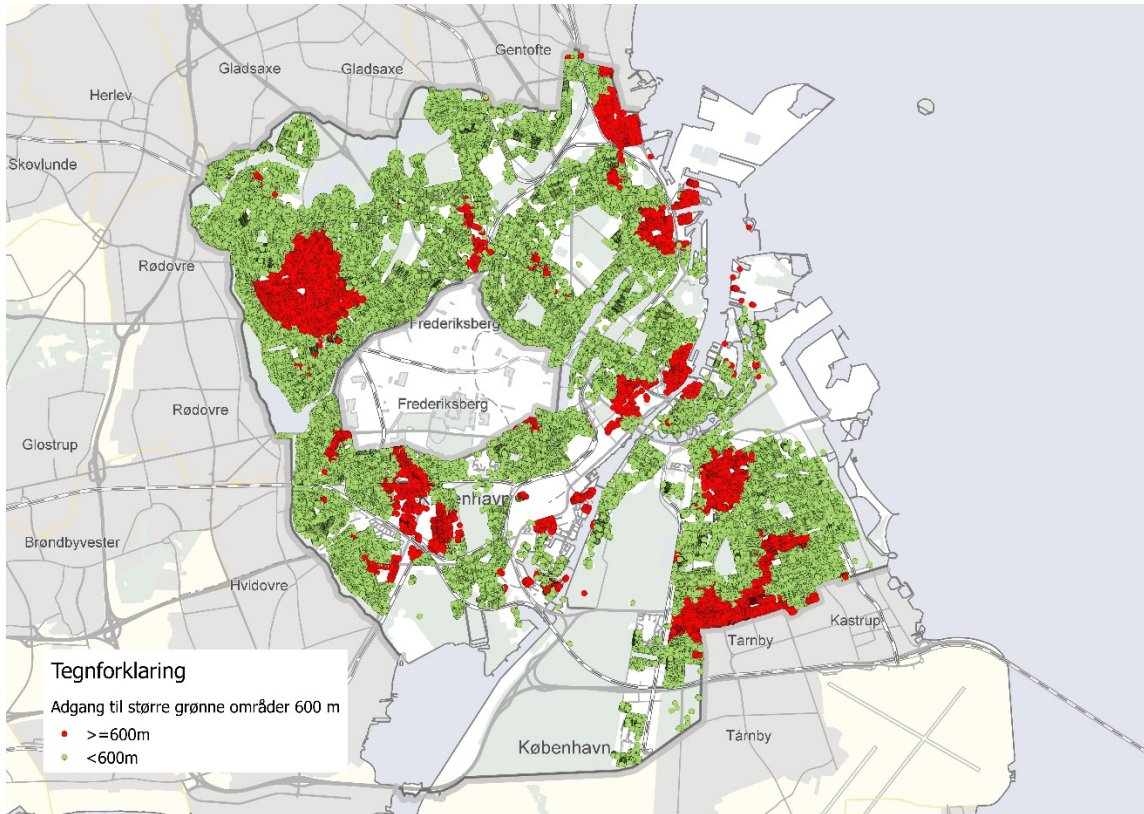 Gentofte
Gladsaxe
Gladsaxe
Herlev
Skovlunde
Rødovre
Frederiksberg
Frederiksberg
Rødovre
Glostrup
København
Brøndbyvester
Hvidovre
Kastrup
Tårnby
Tårnby
København
Tegnforklaring
Adgang til større grønne områder 600 m
>=600m
<600m